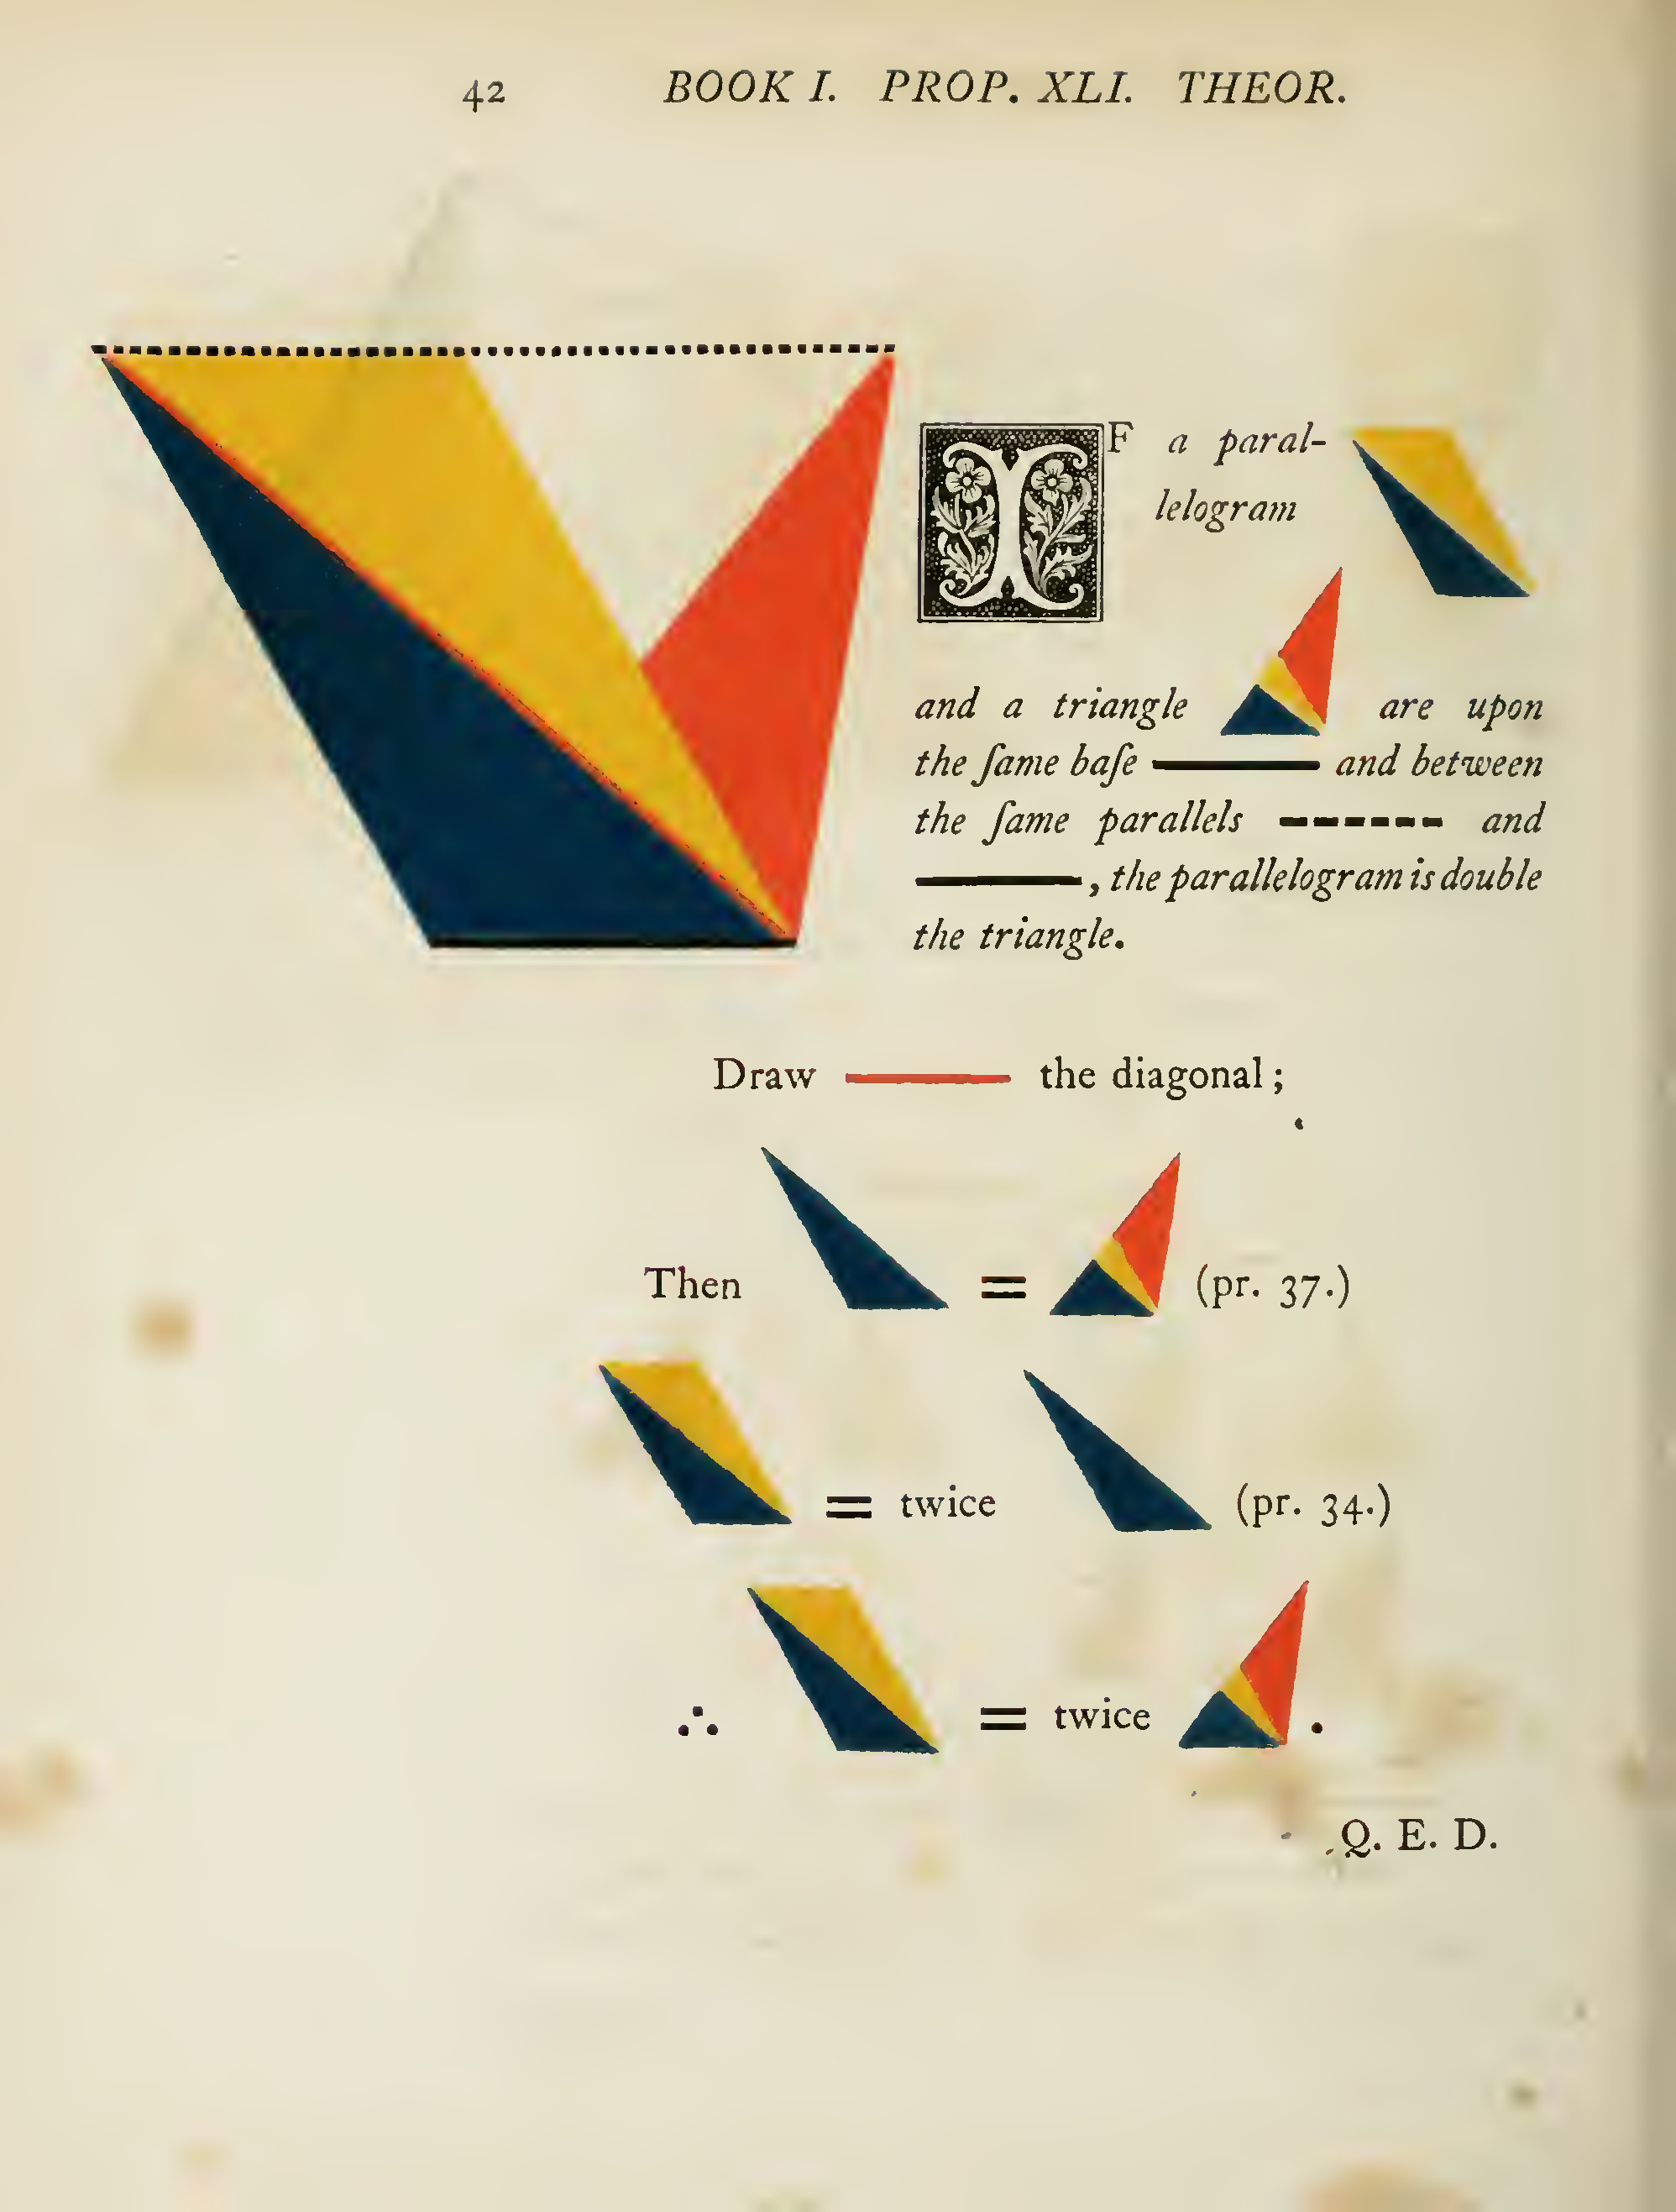 42 BOOK I. PROP. XLI. THEOR.
IF a paral-
lelogram
and a triangle are upon
the ſame baſe and between
the ſame parallels and
, the parallelogram is double
the triangle.
Draw the diagonal ;
Then = (pr. 37.)
= twice (pr. 34.)
∴ = twice .
Q. E. D.